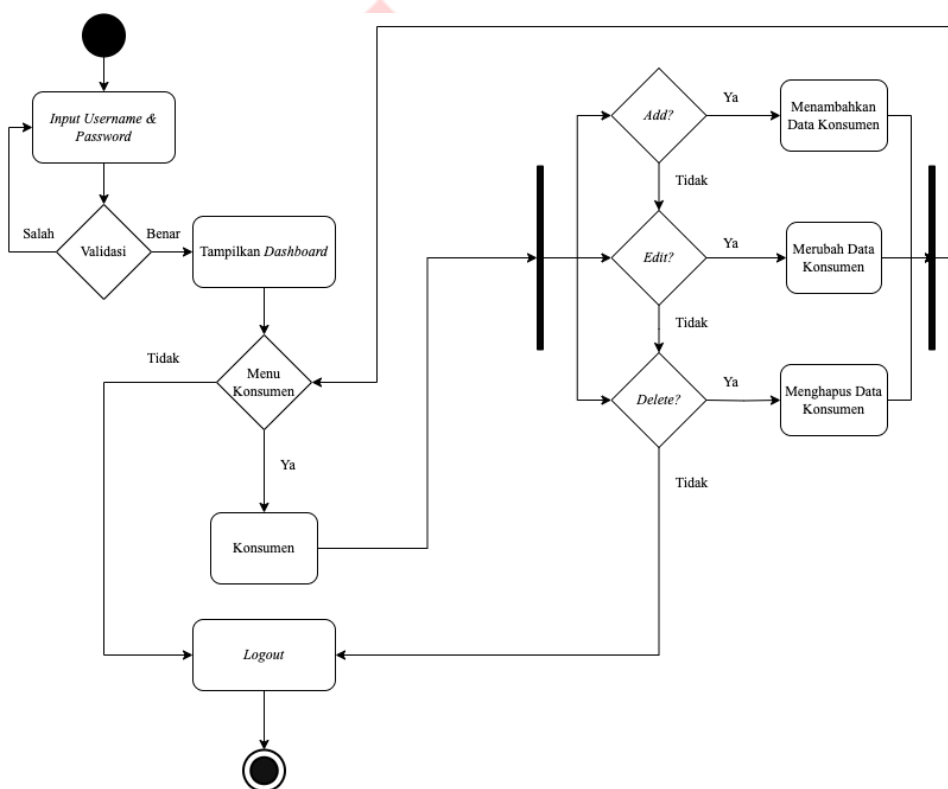 Input Username &
Password
Salah
Validasi
Benar
Tampilkan Dashboard
Tidak
Menu
Konsumen
Ya
Konsumen
Logout
Add?
Ya
Menambahkan
Data Konsumen
Tidak
Edit?
Ya
Merubah Data
Konsumen
Tidak
Delete?
Ya
Menghapus Data
Konsumen
Tidak